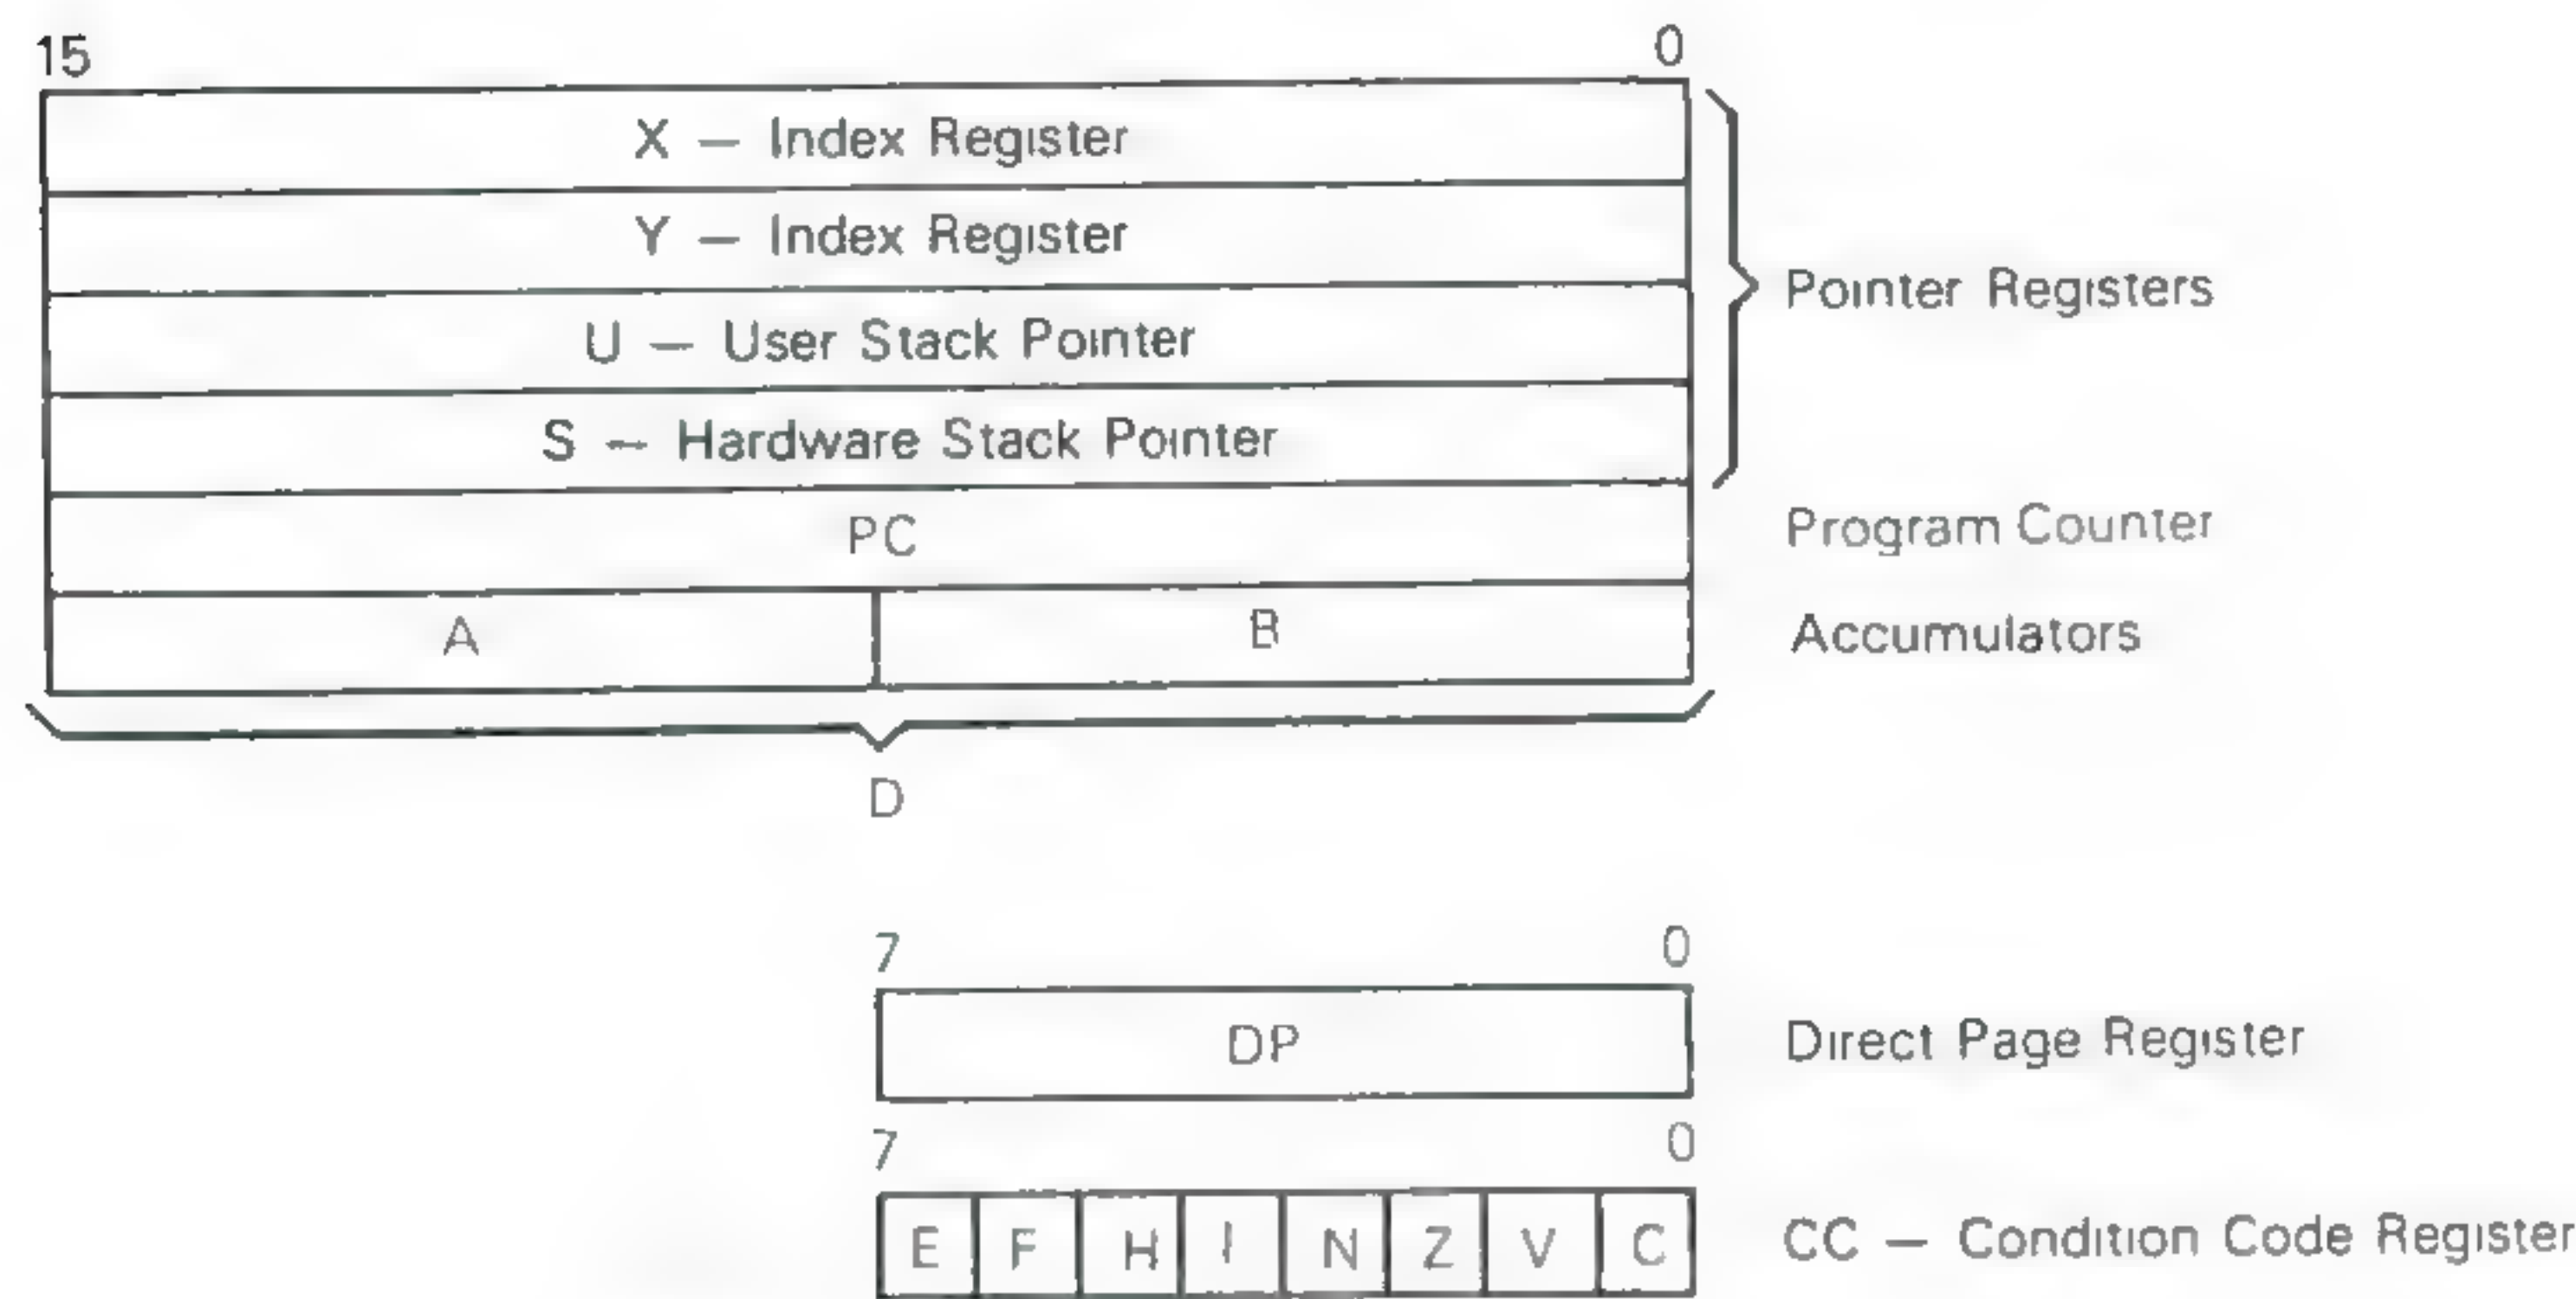 15 0
X — Index Register
Y — Index Register
U — User Stack Pointer
S — Hardware Stack Pointer
Pointer Registers
PC
Program Counter
A B
Accumulators
D
7 0
DP
Direct Page Register
7 0
E F H I N Z V C
CC — Condition Code Register